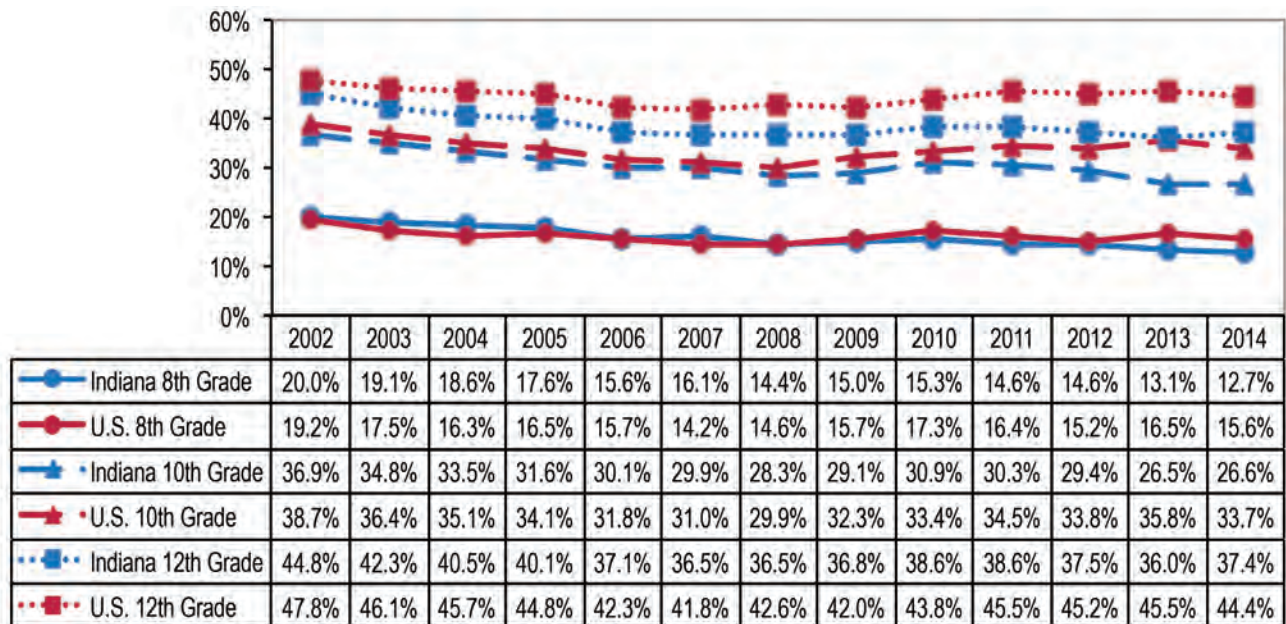 60%
50%
40%
30%
20%
10%
0%
2002 2003 2004 2005 2006 2007 2008 2009 2010 2011 2012 2013 2014
Indiana 8th Grade 20.0% 19.1% 18.6% 17.6% 15.6% 16.1% 14.4% 15.0% 15.3% 14.6% 14.6% 13.1% 12.7%
U.S. 8th Grade 19.2% 17.5% 16.3% 16.5% 15.7% 14.2% 14.6% 15.7% 17.3% 16.4% 15.2% 16.5% 15.6%
Indiana 10th Grade 36.9% 34.8% 33.5% 31.6% 30.1% 29.9% 28.3% 29.1% 30.9% 30.3% 29.4% 26.5% 26.6%
U.S. 10th Grade 38.7% 36.4% 35.1% 34.1% 31.8% 31.0% 29.9% 32.3% 33.4% 34.5% 33.8% 35.8% 33.7%
Indiana 12th Grade 44.8% 42.3% 40.5% 40.1% 37.1% 36.5% 36.5% 36.8% 38.6% 38.6% 37.5% 36.0% 37.4%
U.S. 12th Grade 47.8% 46.1% 45.7% 44.8% 42.3% 41.8% 42.6% 42.0% 43.8% 45.5% 45.2% 45.5% 44.4%